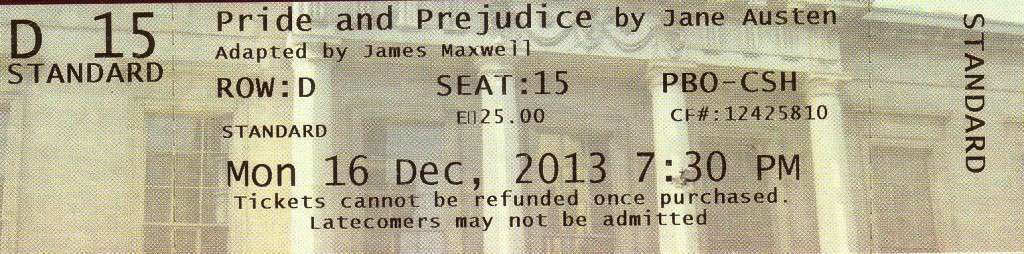 D 15
STANDARD
Pride and Prejudice by Jane Austen
Adapted by James Maxwell
ROW:D SEAT:15 PBO-CSH
E▯25.00 CF#:12425810
STANDARD
Mon 16 Dec, 2013 7:30 PM
Tickets cannot be refunded once purchased.
Latecomers may not be admitted
STANDARD